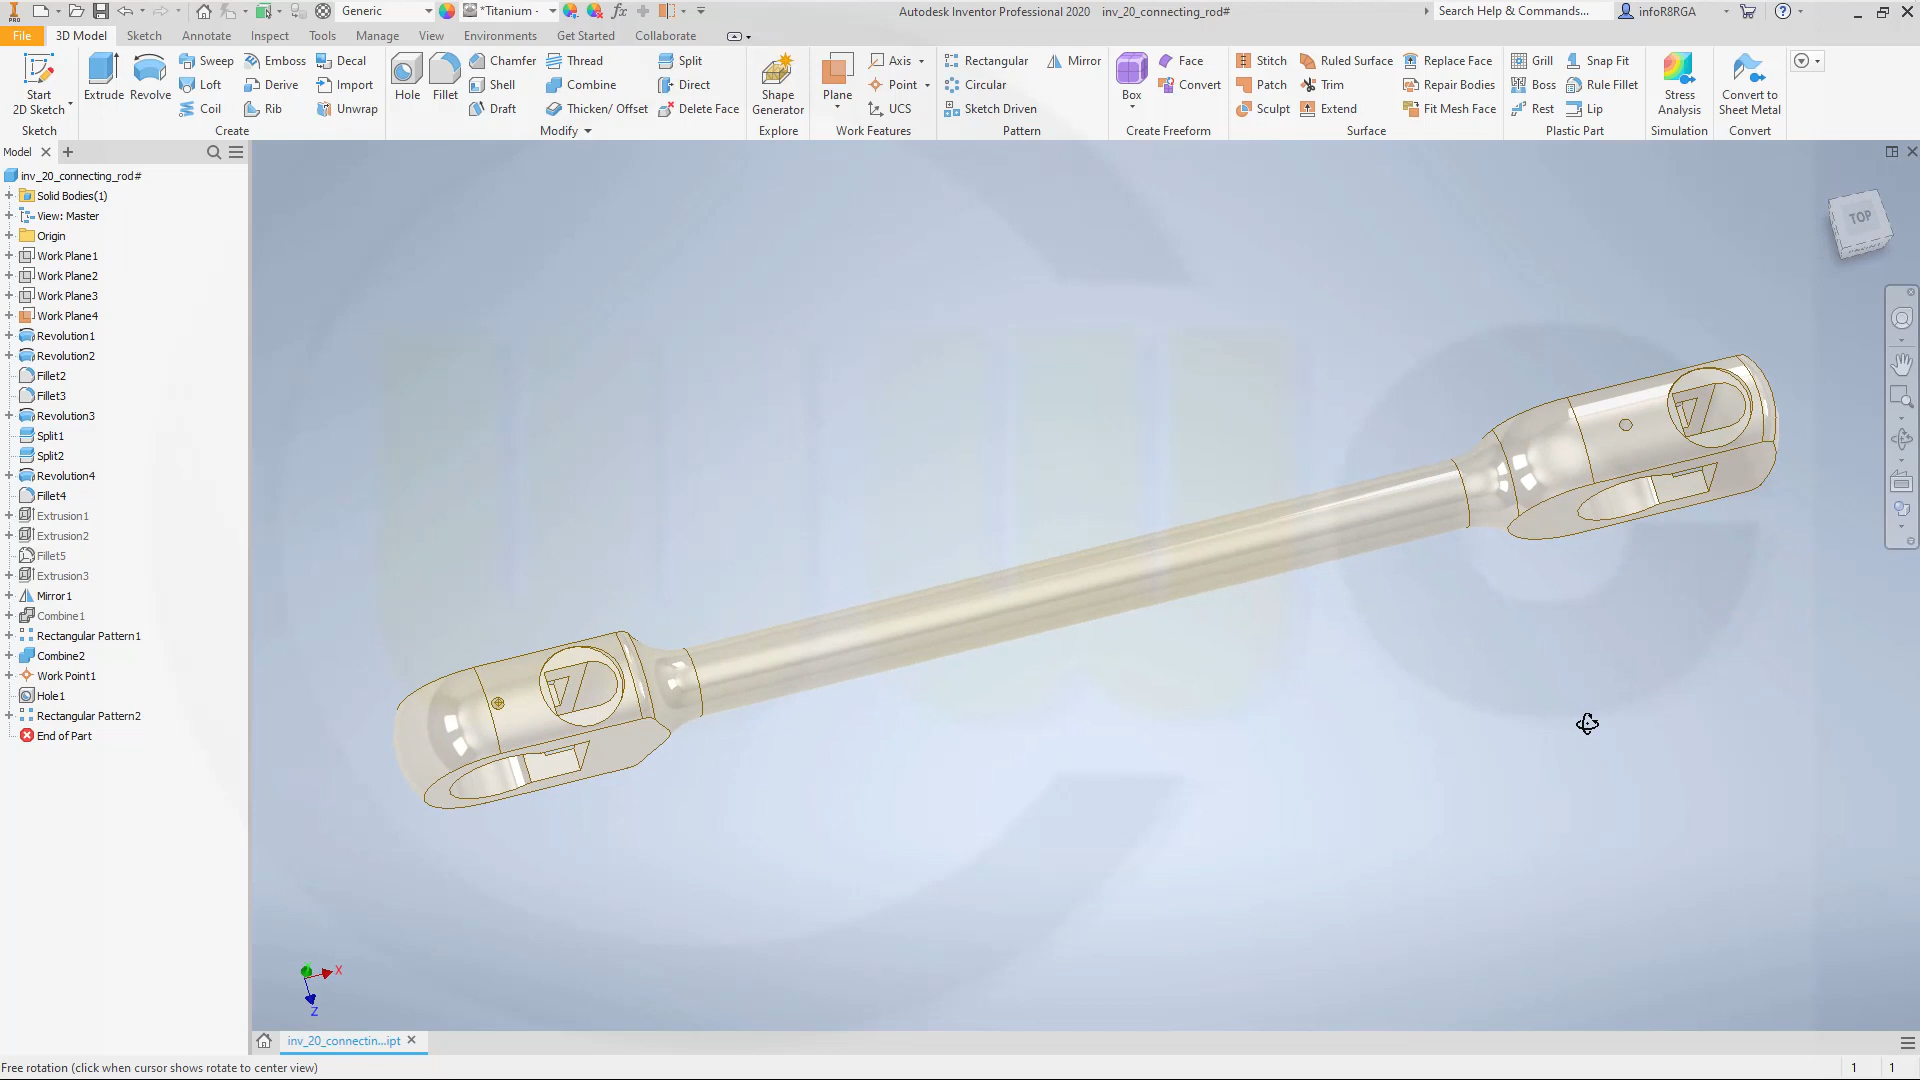 Generic
*Titanium -
Autodesk Inventor Professional 2020 inv_20_connecting_rod#
Search Help & Commands...
infoR8RGA
File 3D Model Sketch Annotate Inspect Tools Manage View Environments Get Started Collaborate
Start
2D Sketch
Sketch
Extrude
Revolve
Sweep
Loft
Coil
Emboss
Derive
Rib
Decal
Import
Unwrap
Create
Hole
Fillet
Chamfer
Shell
Draft
Thread
Combine
Thicken/ Offset
Split
Direct
Delete Face
Modify
Shape
Generator
Explore
Plane
Axis
Point
UCS
Work Features
Rectangular
Circular
Sketch Driven
Mirror
Pattern
Box
Face
Convert
Create Freeform
Stitch
Patch
Sculpt
Ruled Surface
Trim
Extend
Replace Face
Repair Bodies
Fit Mesh Face
Surface
Grill
Boss
Rest
Snap Fit
Rule Fillet
Lip
Plastic Part
Stress
Analysis
Simulation
Convert to
Sheet Metal
Convert
Model
inv_20_connecting_rod#
Solid Bodies(1)
View: Master
Origin
Work Plane1
Work Plane2
Work Plane3
Work Plane4
Revolution1
Revolution2
Fillet2
Fillet3
Revolution3
Split1
Split2
Revolution4
Fillet4
Extrusion1
Extrusion2
Fillet5
Extrusion3
Mirror1
Combine1
Rectangular Pattern1
Combine2
Work Point1
Hole1
Rectangular Pattern2
End of Part
TOP
X
Z
inv_20_connectin...ipt
Free rotation (click when cursor shows rotate to center view)
1 1